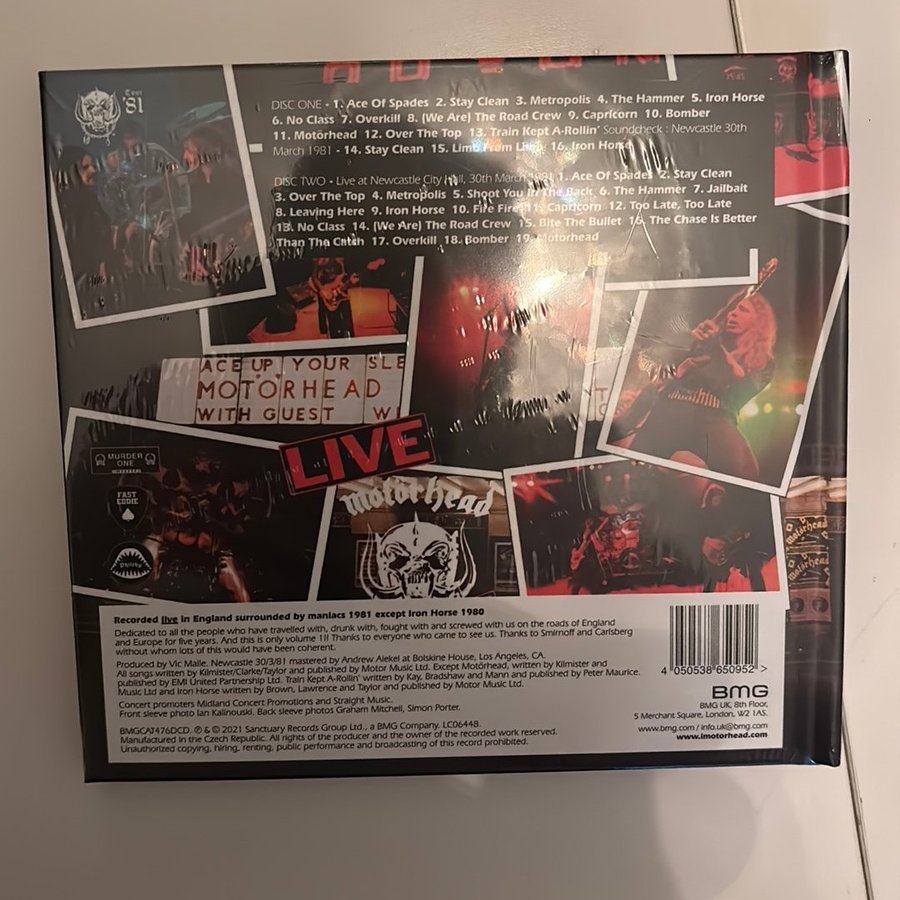 Tour
'81
DISC ONE - 1. Ace Of Spades 2. Stay Clean 3. Metropolis 4. The Hammer 5. Iron Horse
6. No Class 7. Overkill 8. (We Are) The Road Crew 9. Capricorn 10. Bomber
11. Motörhead 12. Over The Top 13. Train Kept A-Rollin' Soundcheck : Newcastle 30th
March 1981 - 14. Stay Clean 15. Limb From Limb 16. Iron Horse
DISC TWO - Live at Newcastle City Hall, 30th March 1981 1. Ace Of Spades 2. Stay Clean
3. Over The Top 4. Metropolis 5. Shoot You In The Back 6. The Hammer 7. Jailbait
8. Leaving Here 9. Iron Horse 10. Fire Fire 11. Capricorn 12. Too Late, Too Late
13. No Class 14. (We Are) The Road Crew 15. Bite The Bullet 16. The Chase Is Better
Than The Catch 17. Overkill 18. Bomber 19. Motorhead
ACE UP YOUR SLE
MOTORHEAD
WITH GUEST WI
LIVE
MURDER
ONE
FAST
EDDIE
Philthy
motörhead
Motörhead
Motörhead
Recorded live in England surrounded by maniacs 1981 except Iron Horse 1980
Dedicated to all the people who have travelled with, drunk with, fought with and screwed with us on the roads of England
and Europe for five years. And this is only volume 1!! Thanks to everyone who came to see us. Thanks to Smirnoff and Carlsberg
without whom lots of this would have been coherent.
Produced by Vic Maile. Newcastle 30/3/81 mastered by Andrew Alekel at Bolskine House, Los Angeles, CA.
All songs written by Kilmister/Clarke/Taylor and published by Motor Music Ltd. Except Motörhead, written by Kilmister and
published by EMI United Partnership Ltd. Train Kept A-Rollin' written by Kay, Bradshaw and Mann and published by Peter Maurice.
Music Ltd and Iron Horse written by Brown, Lawrence and Taylor and published by Motor Music Ltd.
Concert promoters Midland Concert Promotions and Straight Music.
Front sleeve photo Ian Kalinouski. Back sleeve photos Graham Mitchell, Simon Porter.
BMGCAT476DCD. ℗ & © 2021 Sanctuary Records Group Ltd., a BMG Company. LC06448.
Manufactured in the Czech Republic. All rights of the producer and the owner of the recorded work reserved.
Unauthorized copying, hiring, renting, public performance and broadcasting of this record prohibited.
4 050538 650952 >
BMG
BMG UK, 8th Floor,
5 Merchant Square, London, W2 1AS.
www.bmg.com / info.uk@bmg.com
www.imotorhead.com